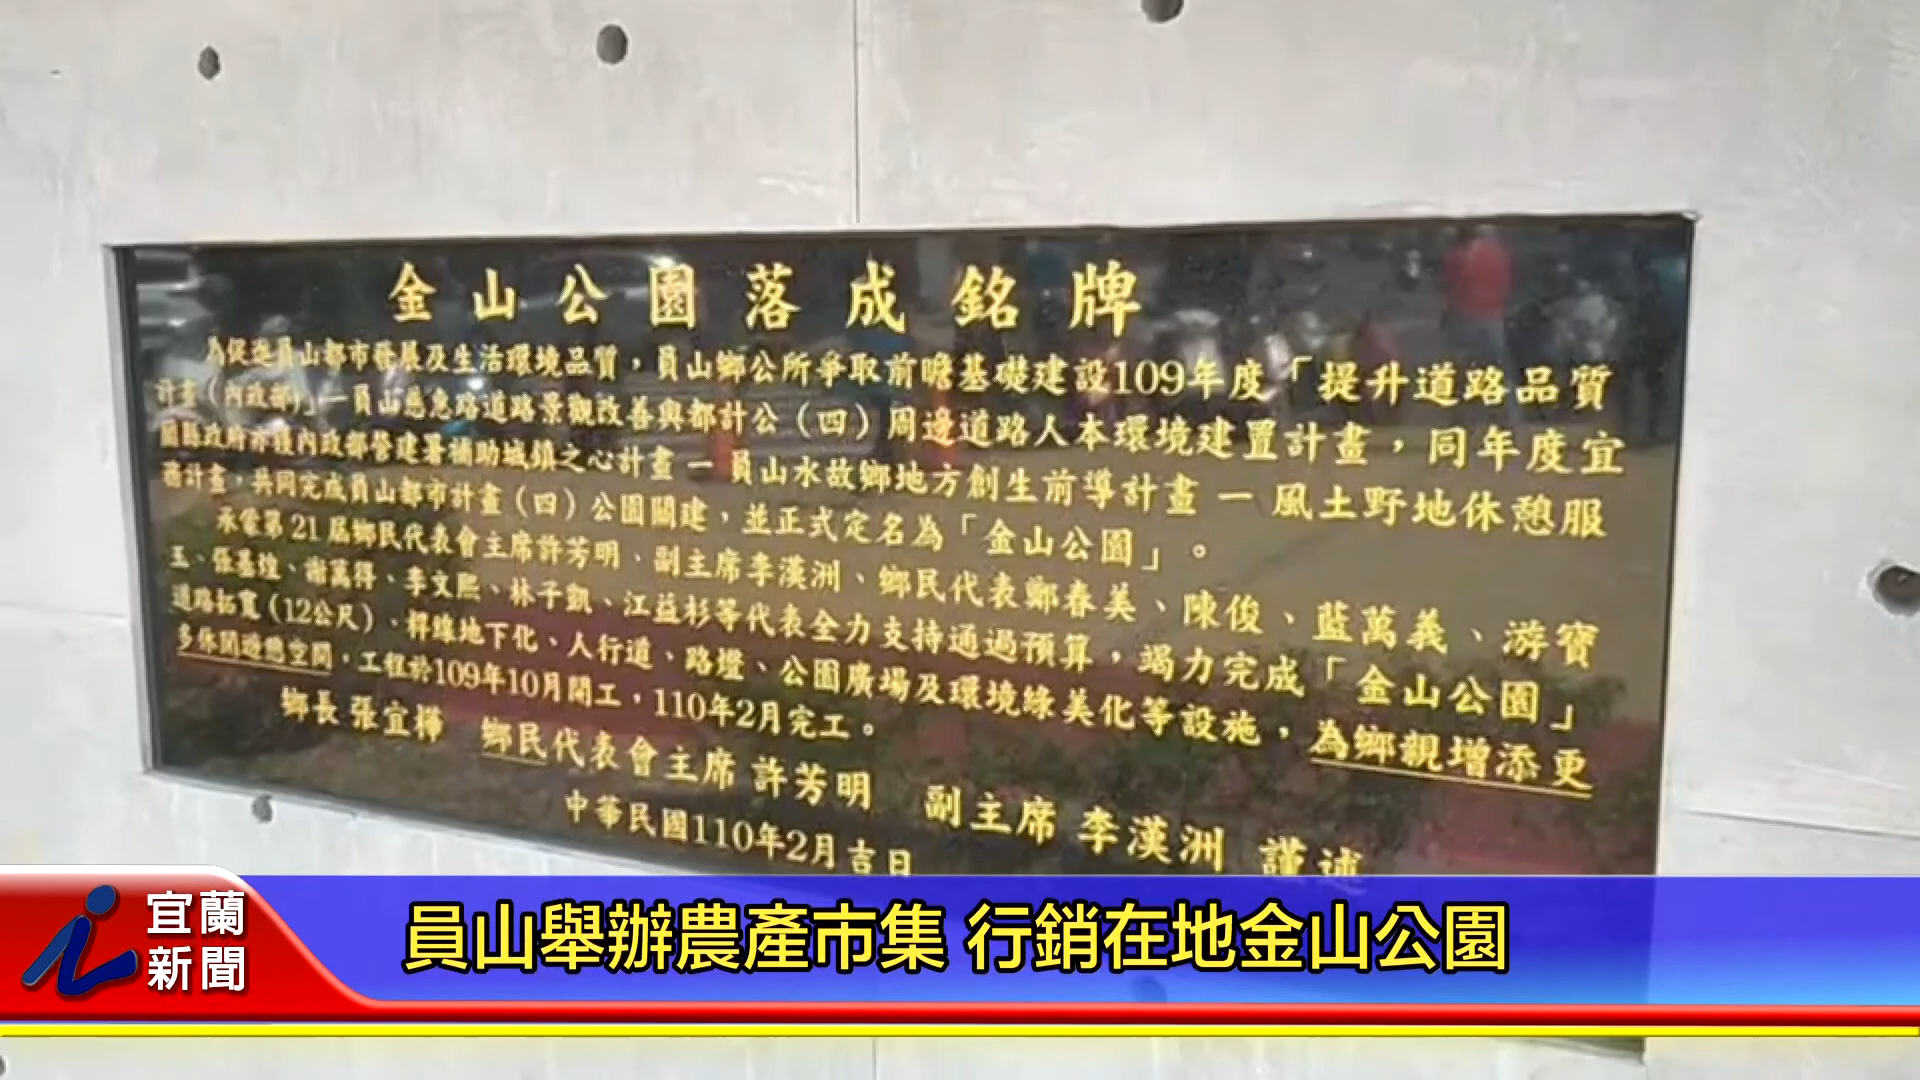 金山公園落成銘牌
為促進員山都市發展及生活環境品質，員山鄉公所爭取前瞻基礎建設109年度「提升道路品質
計畫（內政部）」－員山慈惠路道路景觀改善與都計公（四）周邊道路人本環境建置計畫，同年度宜
蘭縣政府亦獲內政部營建署補助城鎮之心計畫－員山水故鄉地方創生前導計畫－風土野地休憩服
務計畫，共同完成員山都市計畫（四）公園闢建，並正式定名為「金山公園」。
承蒙第21屆鄉民代表會主席許芳明、副主席李漢洲、鄉民代表鄭春美、陳俊、藍萬義、游寶
玉、張基煌、謝萬得、李文熙、林子凱、江益杉等代表全力支持通過預算，竭力完成「金山公園」
道路拓寬（12公尺）、桿線地下化、人行道、路燈、公園廣場及環境綠美化等設施，為鄉親增添更
多休閒遊憩空間，工程於109年10月開工，110年2月完工。
鄉長 張宜樺 鄉民代表會主席 許芳明 副主席 李漢洲 謹述
中華民國110年2月吉日
宜蘭
新聞
員山舉辦農產市集 行銷在地金山公園